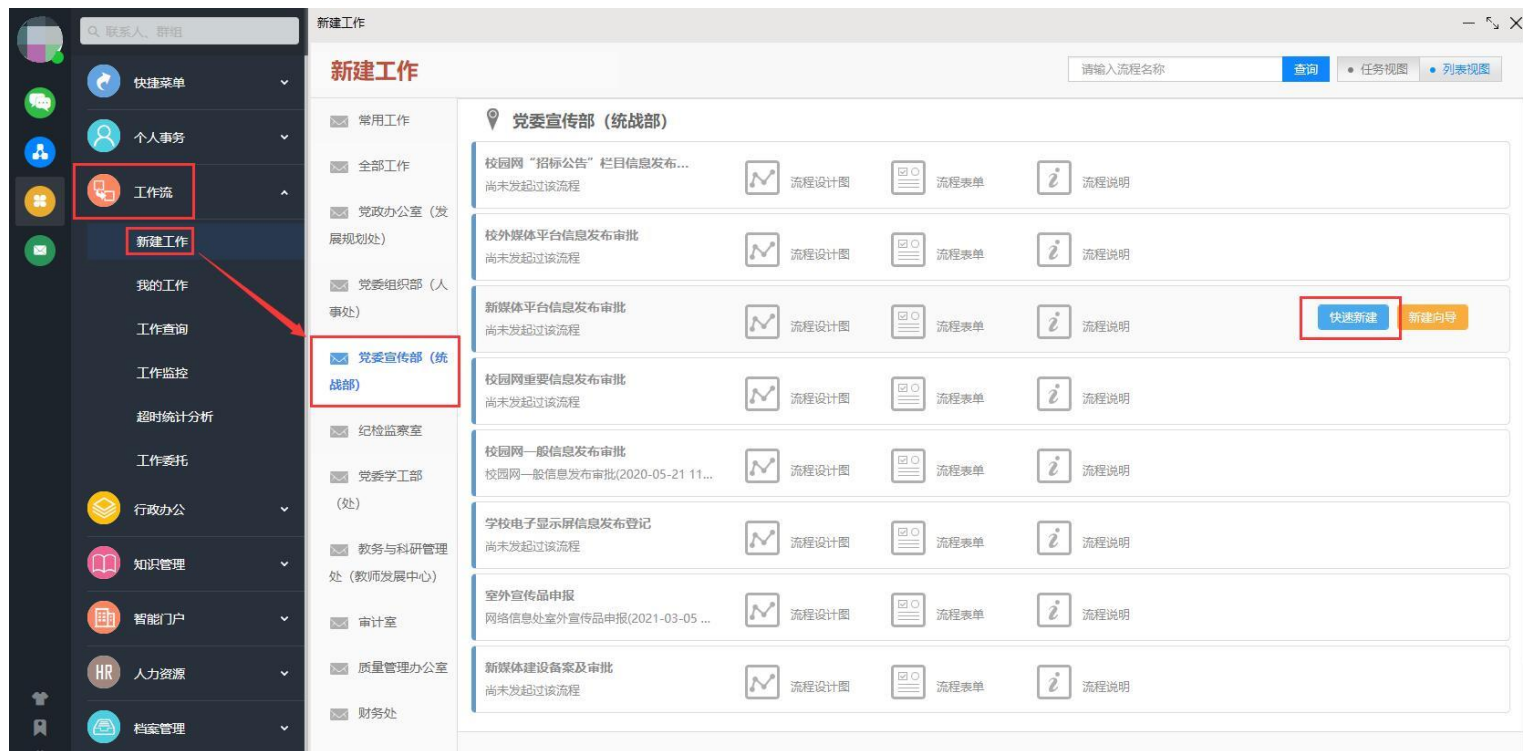 联系人、群组
快捷菜单
个人事务
工作流
新建工作
我的工作
工作查询
工作监控
超时统计分析
工作委托
行政办公
知识管理
智能门户
HR 人力资源
档案管理
新建工作
新建工作
请输入流程名称 查询 • 任务视图 • 列表视图
常用工作
全部工作
党政办公室（发
展规划处）
党委组织部（人
事处）
党委宣传部（统
战部）
纪检监察室
党委学工部
（处）
教务与科研管理
处（教师发展中心）
审计室
质量管理办公室
财务处
党委宣传部（统战部）
校园网“招标公告”栏目信息发布...
尚未发起过该流程
流程设计图 流程表单 流程说明
校外媒体平台信息发布审批
尚未发起过该流程
流程设计图 流程表单 流程说明
新媒体平台信息发布审批
尚未发起过该流程
流程设计图 流程表单 流程说明 快速新建 新建向导
校园网重要信息发布审批
尚未发起过该流程
流程设计图 流程表单 流程说明
校园网一般信息发布审批
校园网一般信息发布审批(2020-05-21 11...
流程设计图 流程表单 流程说明
学校电子显示屏信息发布登记
尚未发起过该流程
流程设计图 流程表单 流程说明
室外宣传品申报
网络信息处室外宣传品申报(2021-03-05 ...
流程设计图 流程表单 流程说明
新媒体建设备案及审批
尚未发起过该流程
流程设计图 流程表单 流程说明